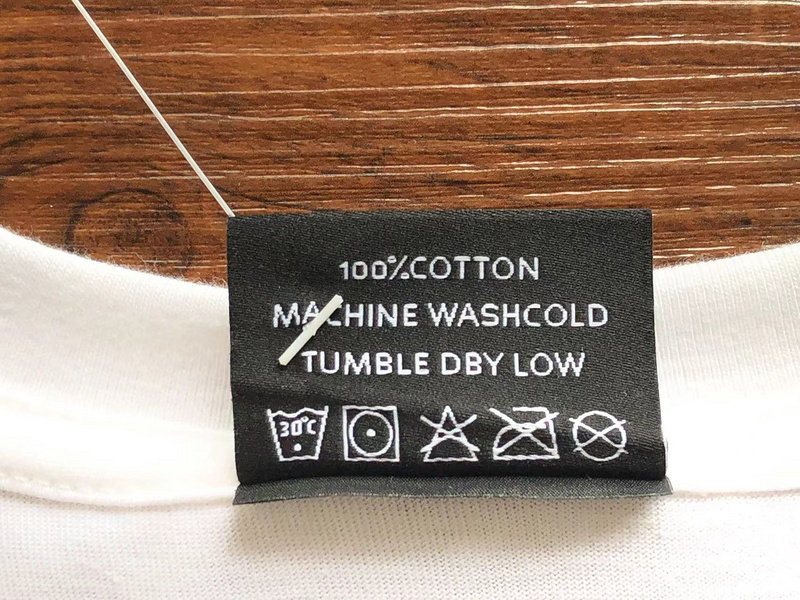 100%COTTON
MACHINE WASHCOLD
TUMBLE DBY LOW
30°C